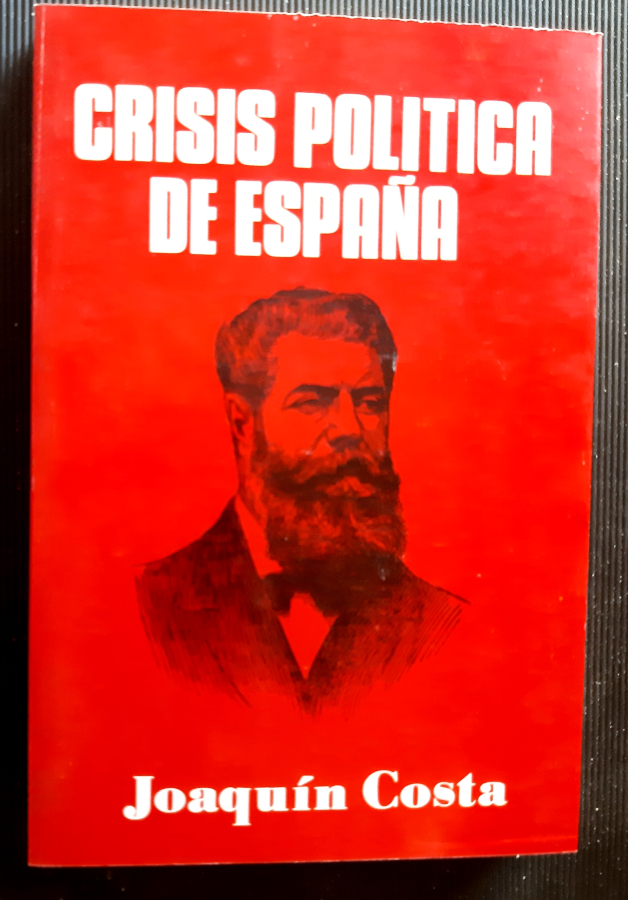 CRISIS POLITICA
DE ESPAÑA
Joaquín Costa